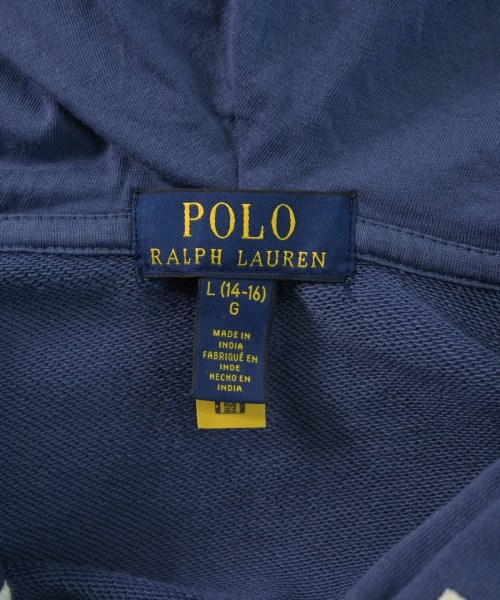 POLO
RALPH LAUREN
L (14-16)
G
MADE IN
INDIA
FABRIQUÉ EN
INDE
HECHO EN
INDIA